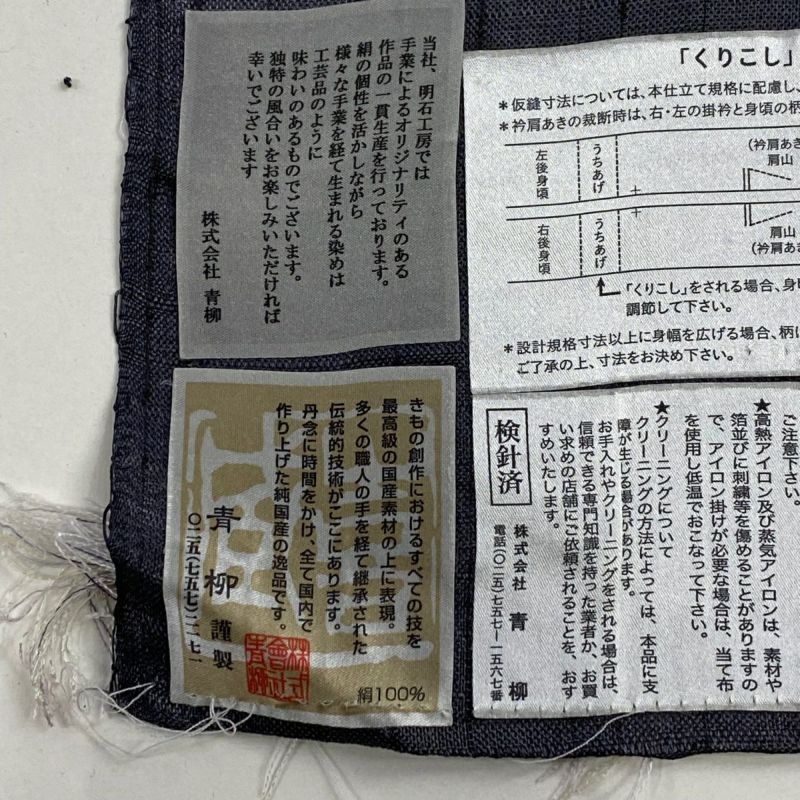 当社、明石工房では
手業によるオリジナリティのある
作品の一貫生産を行っております。
絹の個性を活かしながら
様々な手業を経て生まれる染めは
工芸品のように
味わいのあるものでございます。
独特の風合いをお楽しみいただければ
幸いでございます
株式会社 青柳
「くりこし」
＊仮縫寸法については、本仕立て規格に配慮し、
＊衿肩あきの裁断時は、右・左の掛衿と身頃の柄
左後身頃
うちあげ
(衿肩あき
肩山
右後身頃
うちあげ
肩山
(衿肩あき
「くりこし」をされる場合、身頃
調節して下さい。
＊設計規格寸法以上に身幅を広げる場合、柄に
ご了承の上、寸法をお決め下さい。
きもの創作におけるすべての技を
最高級の国産素材の上に表現。
多くの職人の手を経て継承された
伝統的技術がここにあります。
丹念に時間をかけ、全て国内で
作り上げた純国産の逸品です。
青柳謹製
株式會社青柳
絹100%
ご注意下さい。
★高熱アイロン及び蒸気アイロンは、素材や
箔並びに刺繍等を傷めることがありますの
で、アイロン掛けが必要な場合は、当て布
を使用し低温でおこなって下さい。
★クリーニングについて
クリーニングの方法によっては、本品に支
障が生じる場合があります。
お手入れやクリーニングをされる場合は、
信頼できる専門知識を持った業者か、お買
い求めの店舗にご依頼されることを、おす
すめいたします。
株式会社 青柳
電話(〇二五)七五七-一五六七番
検針済